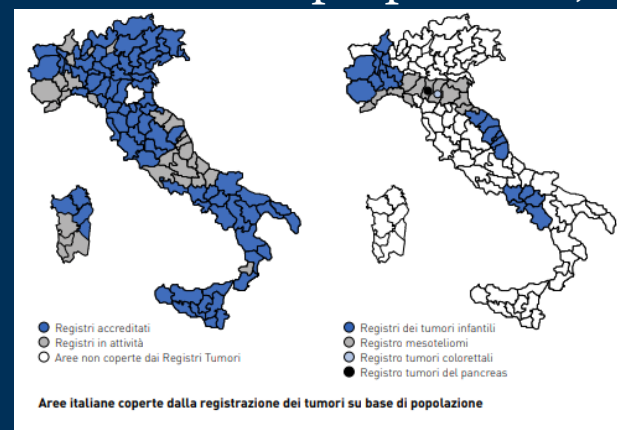 Registri accreditati
Registri in attività
Aree non coperte dai Registri Tumori
Registri dei tumori infantili
Registro mesoteliomi
Registro tumori colorettali
Registro tumori del pancreas
Aree italiane coperte dalla registrazione dei tumori su base di popolazione